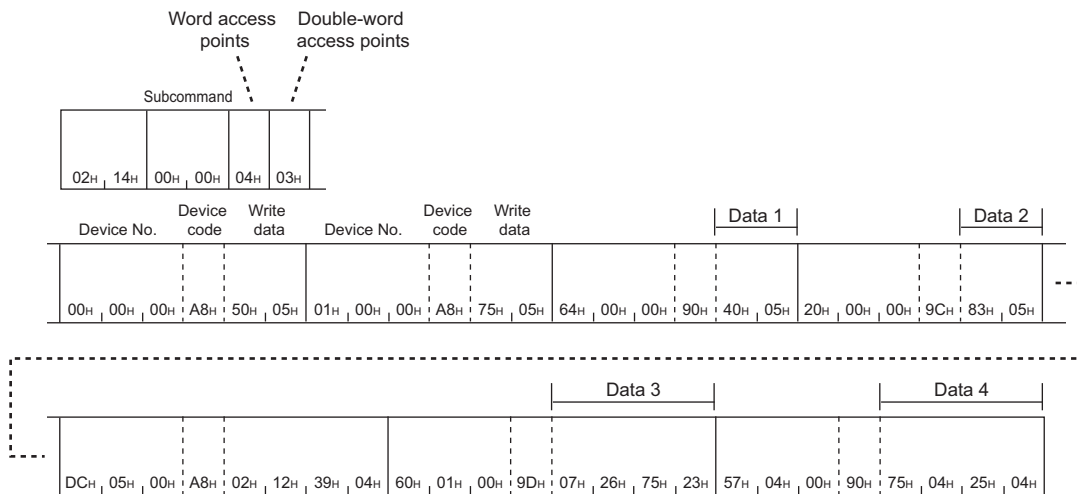 Word access points
Double-word access points
Subcommand
02H 14H 00H 00H 04H 03H
Device No. Device code Write data Device No. Device code Write data Data 1 Data 2
00H 00H 00H A8H 50H 05H 01H 00H 00H A8H 75H 05H 64H 00H 00H 90H 40H 05H 20H 00H 00H 9CH 83H 05H
Data 3 Data 4
DCH 05H 00H A8H 02H 12H 39H 04H 60H 01H 00H 9DH 07H 26H 75H 23H 57H 04H 00H 90H 75H 04H 25H 04H